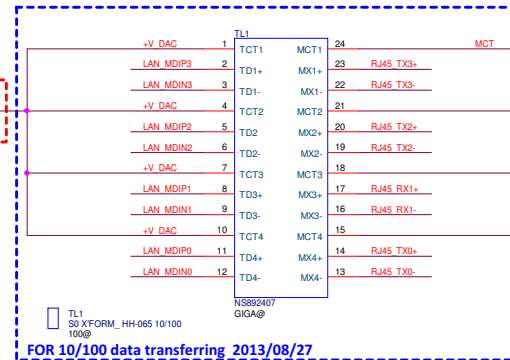 TL1
+V_DAC 1 TCT1 MCT1 24 MCT
LAN_MDIP3 2 TD1+ MX1+ 23 RJ45_TX3+
LAN_MDIN3 3 TD1- MX1- 22 RJ45_TX3-
+V_DAC 4 TCT2 MCT2 21
LAN_MDIP2 5 TD2 MX2+ 20 RJ45_TX2+
LAN_MDIN2 6 TD2- MX2- 19 RJ45_TX2-
+V_DAC 7 TCT3 MCT3 18
LAN_MDIP1 8 TD3+ MX3+ 17 RJ45_RX1+
LAN_MDIN1 9 TD3- MX3- 16 RJ45_RX1-
+V_DAC 10 TCT4 MCT4 15
LAN_MDIP0 11 TD4+ MX4+ 14 RJ45_TX0+
LAN_MDIN0 12 TD4- MX4- 13 RJ45_TX0-
NS892407
GIGA@
TL1
S0 X'FORM_ HH-065 10/100
100@
FOR 10/100 data transferring 2013/08/27